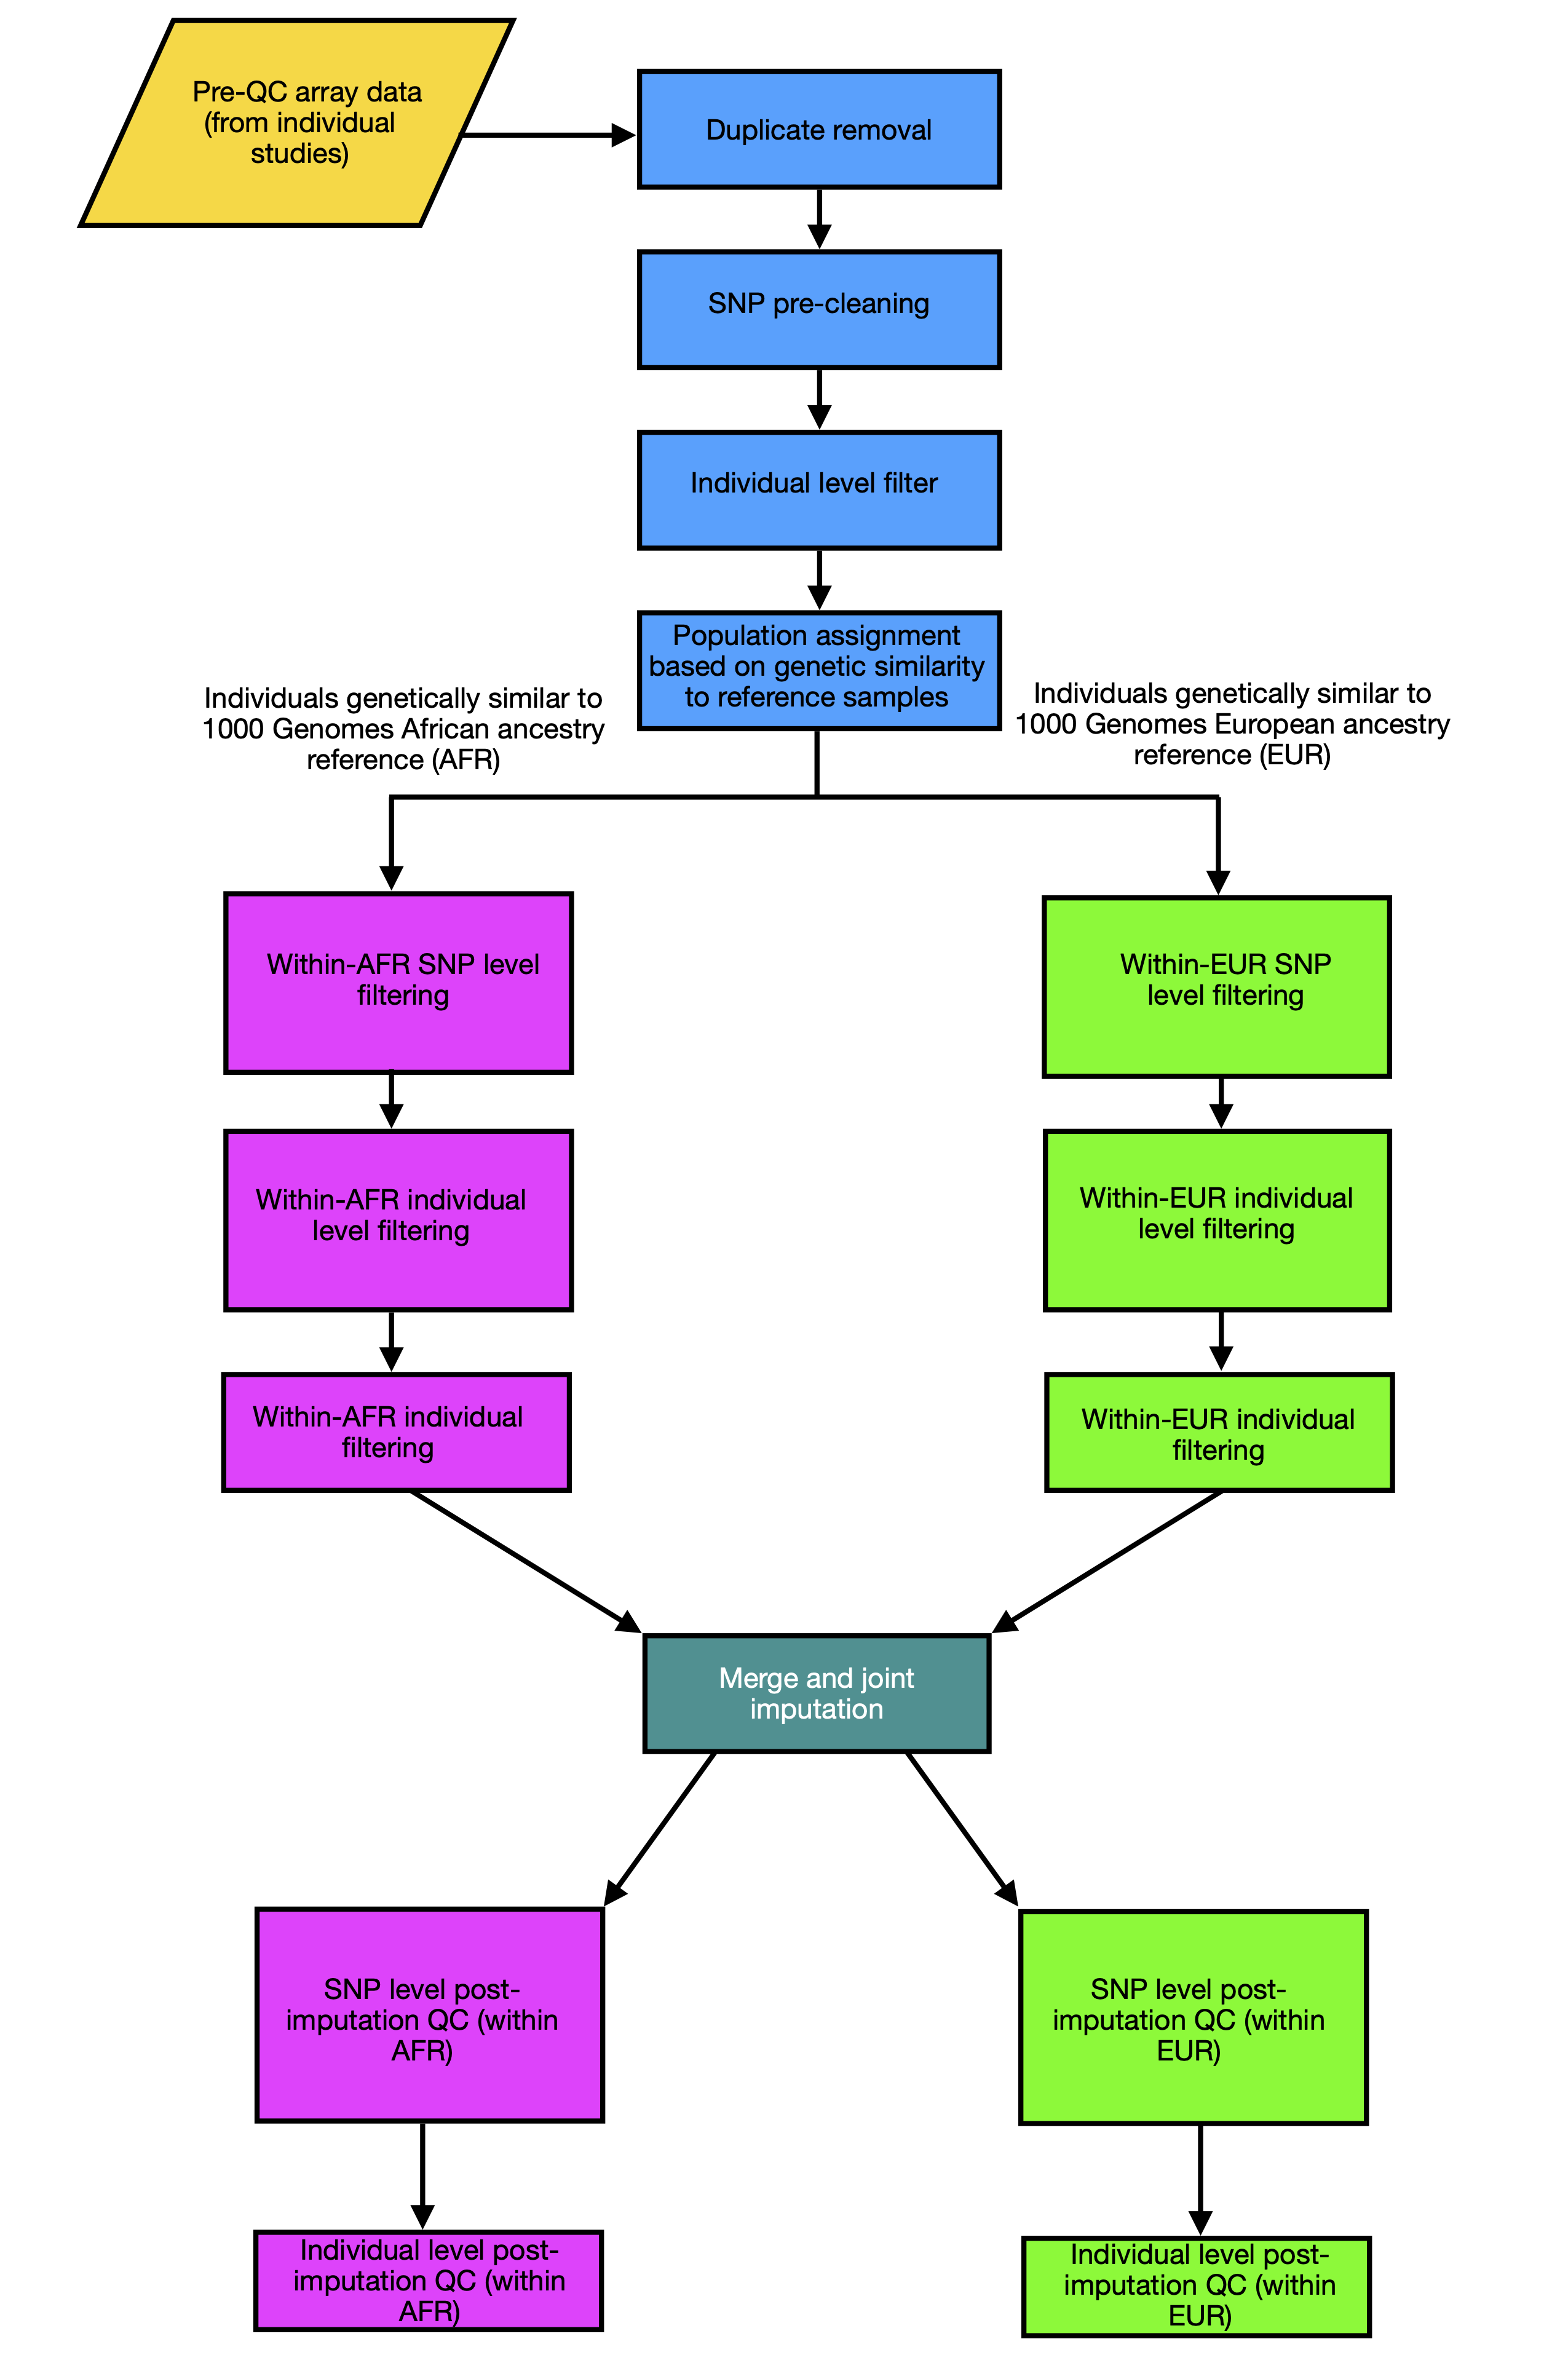 Pre-QC array data
(from individual
studies)
Duplicate removal
SNP pre-cleaning
Individual level filter
Population assignment
based on genetic similarity
to reference samples
Individuals genetically similar to
1000 Genomes African ancestry
reference (AFR)
Individuals genetically similar to
1000 Genomes European ancestry
reference (EUR)
Within-AFR SNP level
filtering
Within-EUR SNP
level filtering
Within-AFR individual
level filtering
Within-EUR individual
level filtering
Within-AFR individual
filtering
Within-EUR individual
filtering
Merge and joint
imputation
SNP level post-
imputation QC (within
AFR)
SNP level post-
imputation QC (within
EUR)
Individual level post-
imputation QC (within
AFR)
Individual level post-
imputation QC (within
EUR)